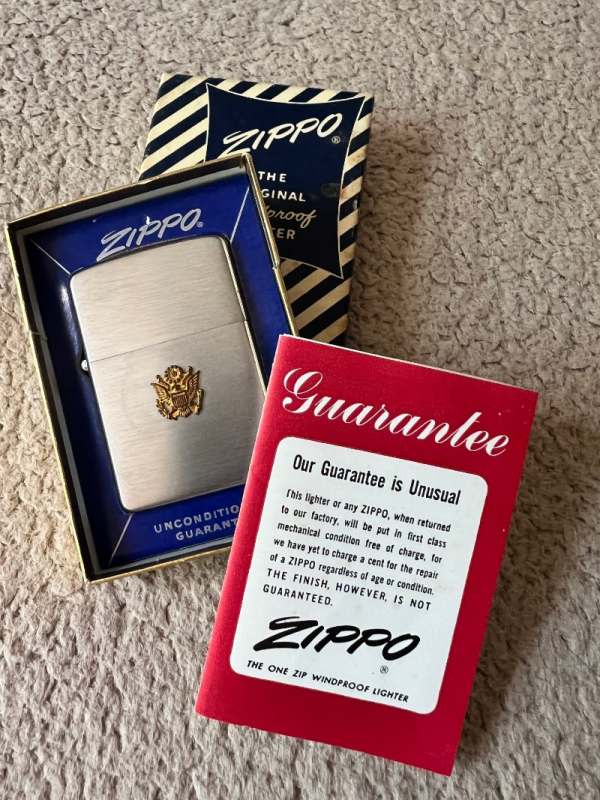 ZIPPO®
THE
GINAL
proof
TER
ZIPPO®
UNCONDITIO
GUARANT
Guarantee
Our Guarantee is Unusual
This lighter or any ZIPPO, when returned
to our factory, will be put in first class
mechanical condition free of charge, for
we have yet to charge a cent for the repair
of a ZIPPO regardless of age or condition.
THE FINISH, HOWEVER, IS NOT
GUARANTEED.
ZIPPO®
THE ONE ZIP WINDPROOF LIGHTER